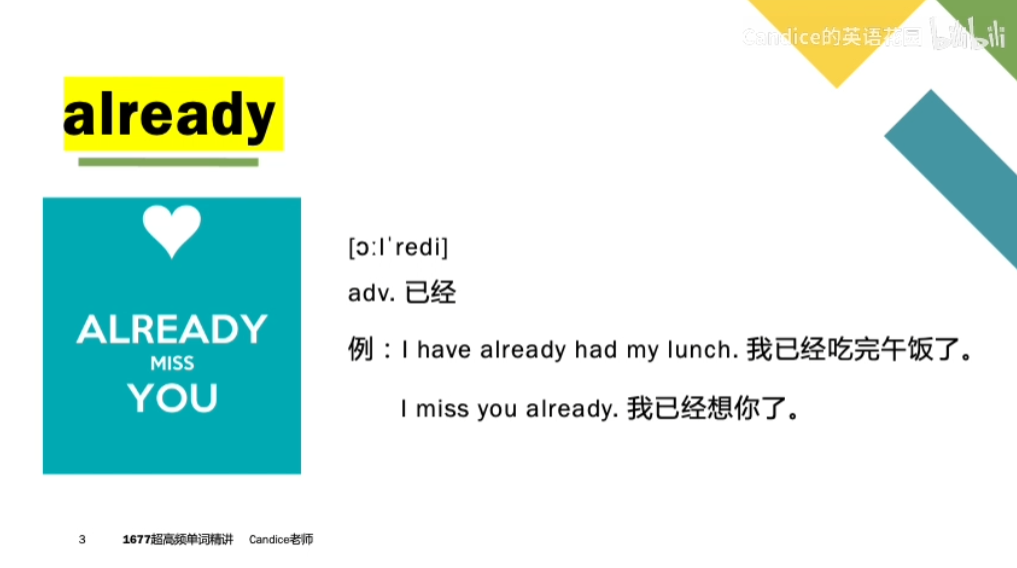 Candice的英语花园 bilibili
already
ALREADY
MISS
YOU
[ɔːlˈredi]
adv. 已经
例：I have already had my lunch. 我已经吃完午饭了。
I miss you already. 我已经想你了。
3 1677超高频单词精讲 Candice老师